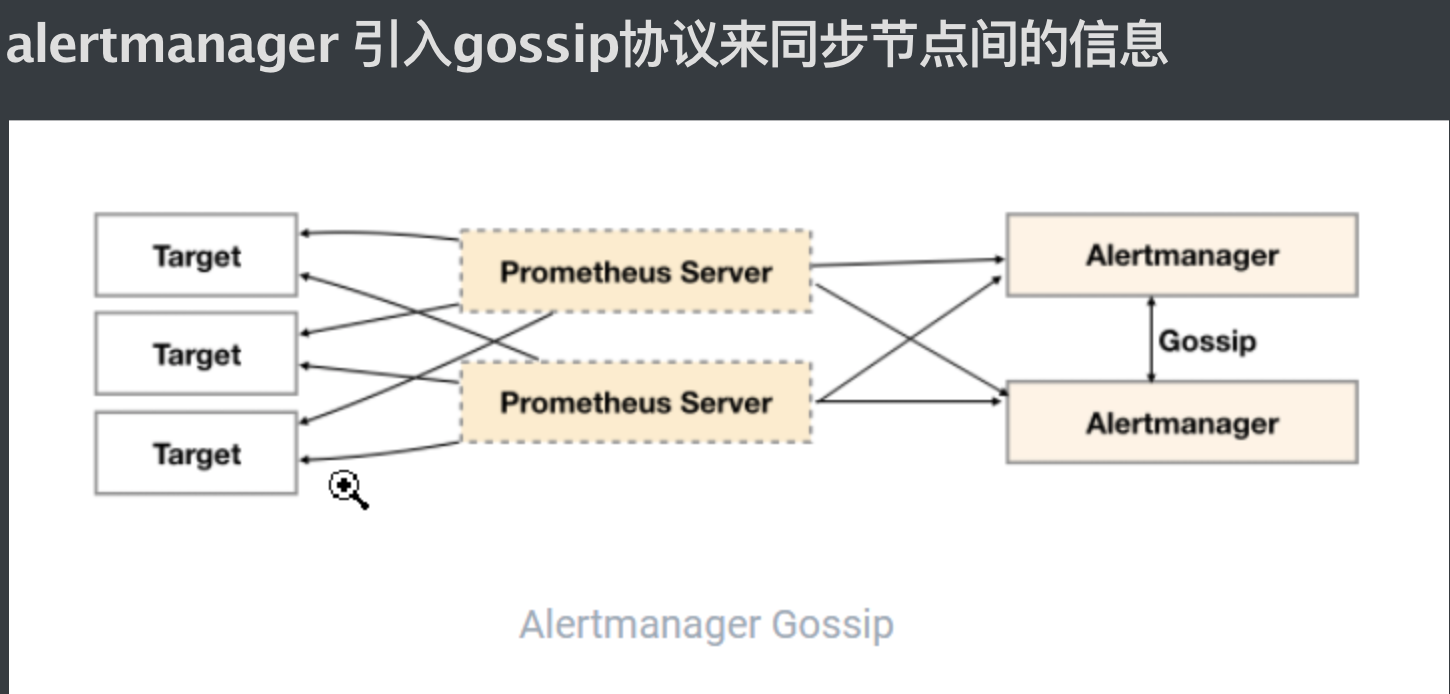 alertmanager 引入gossip协议来同步节点间的信息
Target
Prometheus Server
Alertmanager
Target
Gossip
Prometheus Server
Alertmanager
Target
Alertmanager Gossip